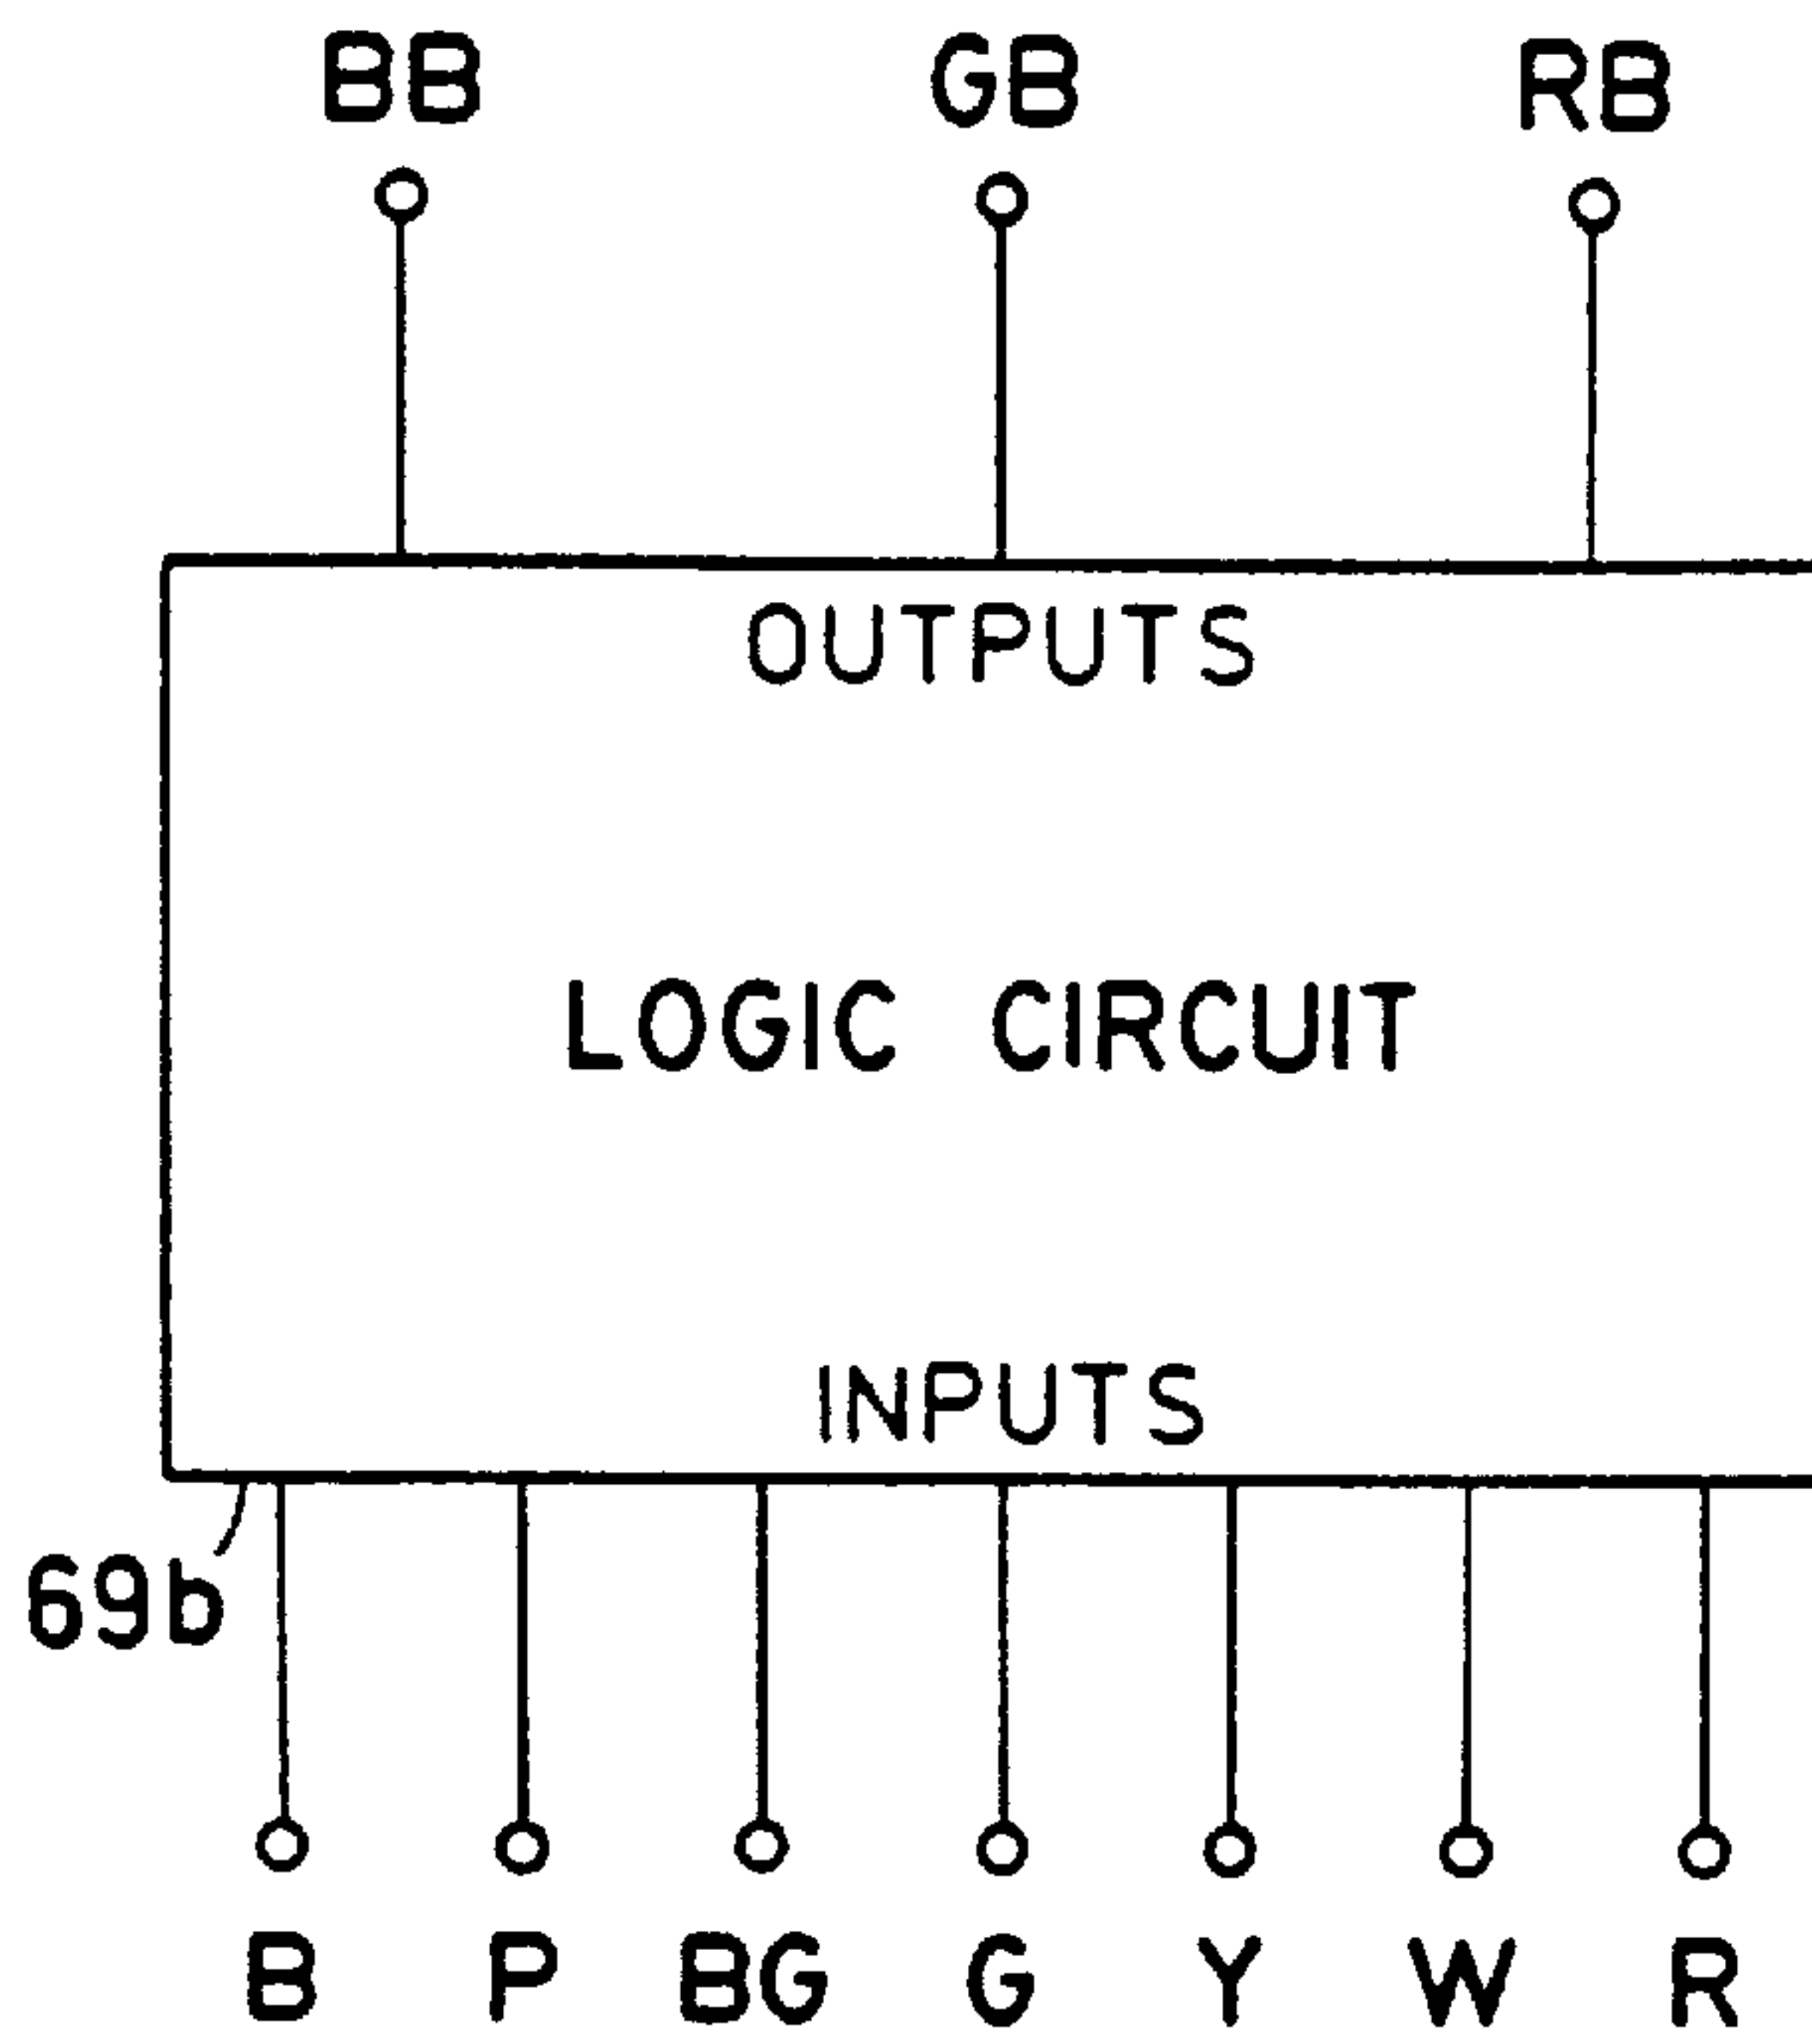 BB GB RB
OUTPUTS
LOGIC CIRCUIT
INPUTS
69b
B P BG G Y W R